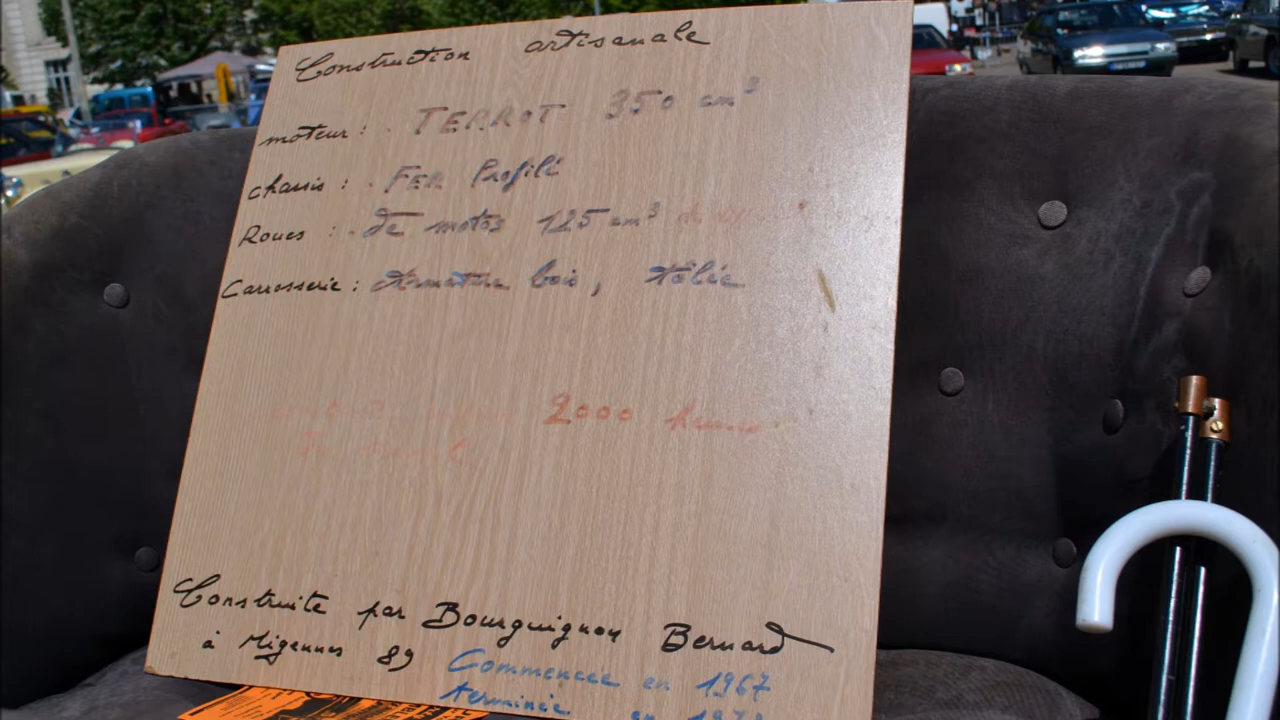 Construction artisanale
moteur : TERROT 350 cm³
chassis : FER Profilé
Roues : de motos 125 cm³
Carrosserie : Armature bois, tôlée
2000 heures
Construite par Bourguignon Bernard
à Migennes 89 Commencée en 1967
terminée en